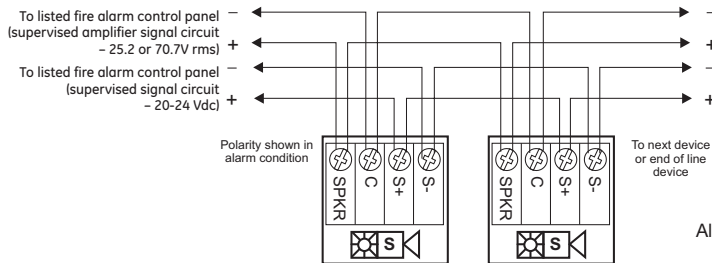 To listed fire alarm control panel
(supervised amplifier signal circuit
– 25.2 or 70.7V rms)
–
+
To listed fire alarm control panel
(supervised signal circuit
– 20-24 Vdc)
–
+
–
+
–
+
Polarity shown in
alarm condition
SPKR
C
S+
S-
S
SPKR
C
S+
S-
S
To next device
or end of line
device